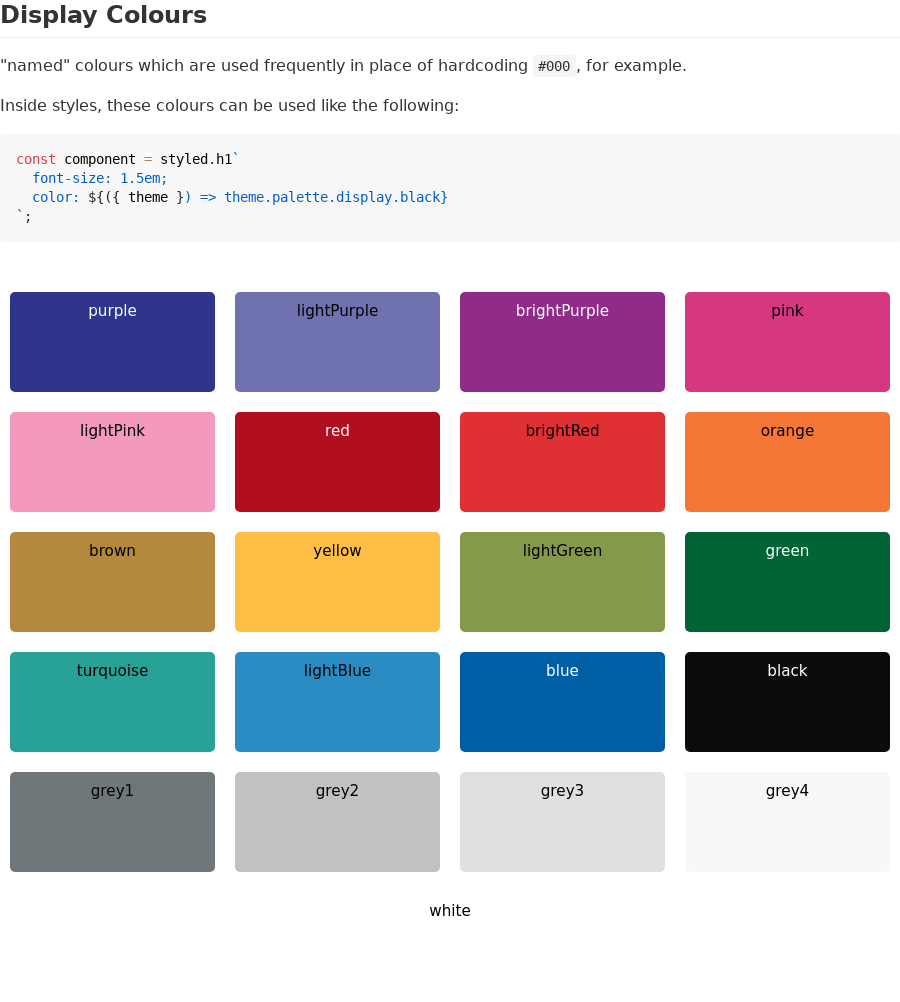 Display Colours
"named" colours which are used frequently in place of hardcoding #000, for example.
Inside styles, these colours can be used like the following:
const component = styled.h1`
  font-size: 1.5em;
  color: ${({ theme }) => theme.palette.display.black}
`;
purple lightPurple brightPurple pink
lightPink red brightRed orange
brown yellow lightGreen green
turquoise lightBlue blue black
grey1 grey2 grey3 grey4
white